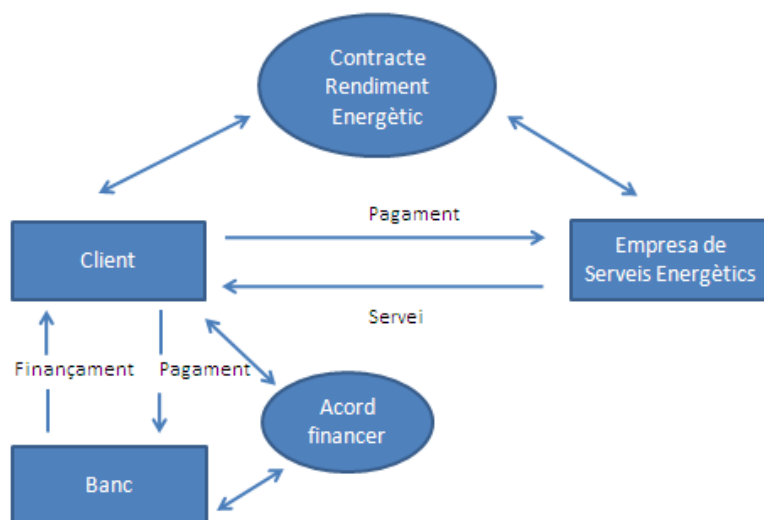 Contracte
Rendiment
Energètic
Pagament
Client
Empresa de
Serveis Energètics
Servei
Finançament
Pagament
Acord
financer
Banc